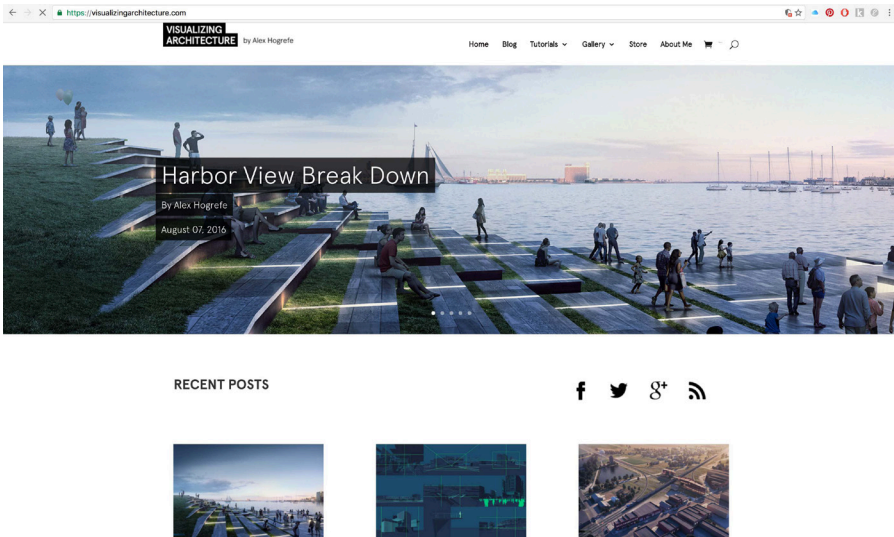 https://visualizingarchitecture.com
VISUALIZING
ARCHITECTURE by Alex Hogrefe
Home Blog Tutorials Gallery Store About Me
Harbor View Break Down
By Alex Hogrefe
August 07, 2016
RECENT POSTS